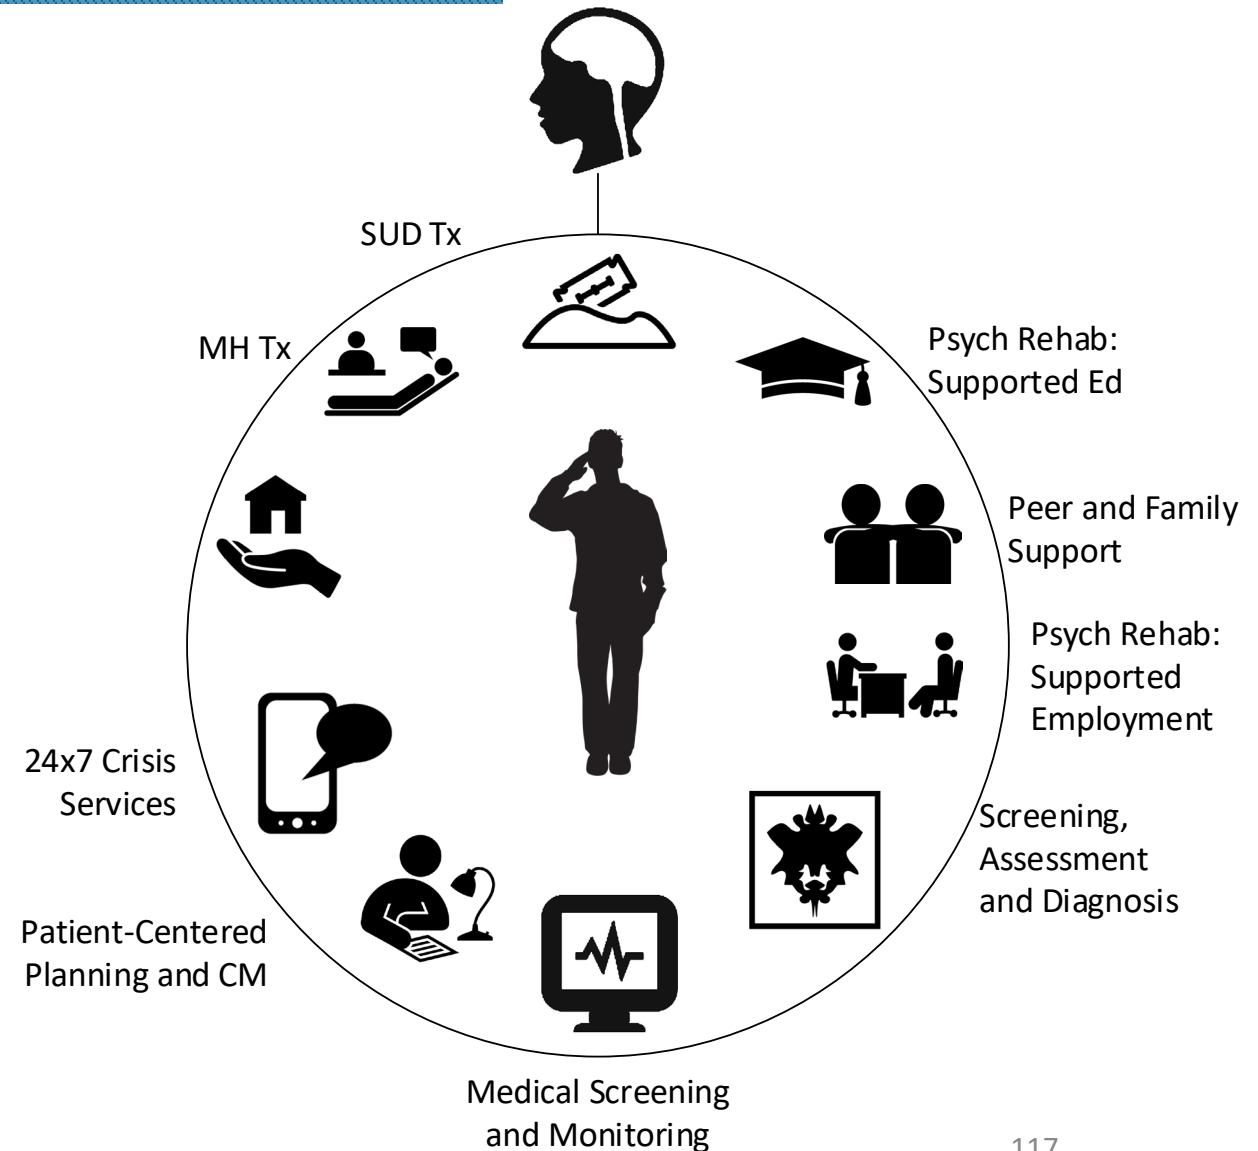 SUD Tx
MH Tx
Psych Rehab:
Supported Ed
Peer and Family
Support
Psych Rehab:
Supported
Employment
24x7 Crisis
Services
Screening,
Assessment
and Diagnosis
Patient-Centered
Planning and CM
Medical Screening
and Monitoring
117